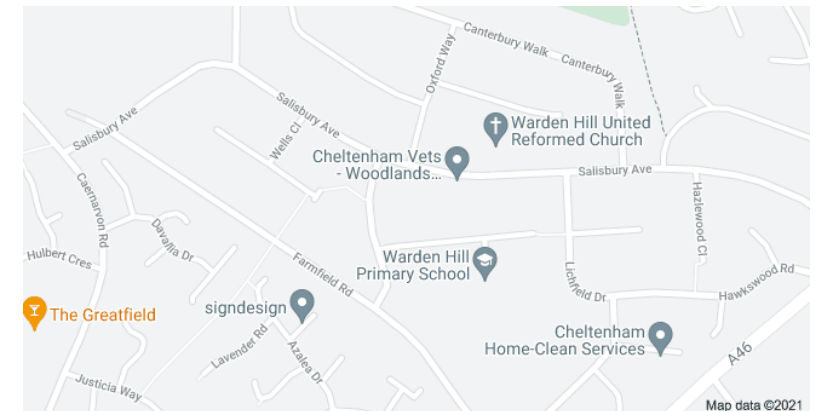 Oxford Way
Canterbury Walk
Canterbury Walk
Salisbury Ave
Salisbury Ave
Wells Cl
Warden Hill United
Reformed Church
Cheltenham Vets
- Woodlands...
Salisbury Ave
Caernarvon Rd
Hazlewood Cl
Davallia Dr
Hulbert Cres
Farmfield Rd
Warden Hill
Primary School
Lichfield Dr
Hawkswood Rd
The Greatfield
signdesign
Lavender Rd
Azalea Dr
Cheltenham
Home-Clean Services
A46
Justicia Way
Map data ©2021